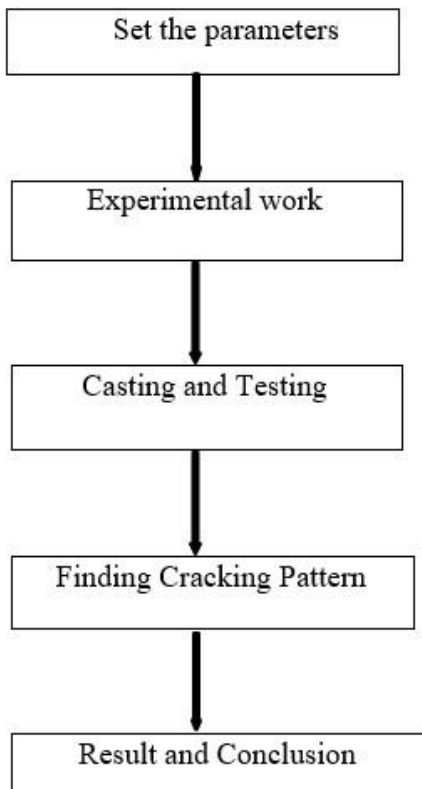 Set the parameters
Experimental work
Casting and Testing
Finding Cracking Pattern
Result and Conclusion